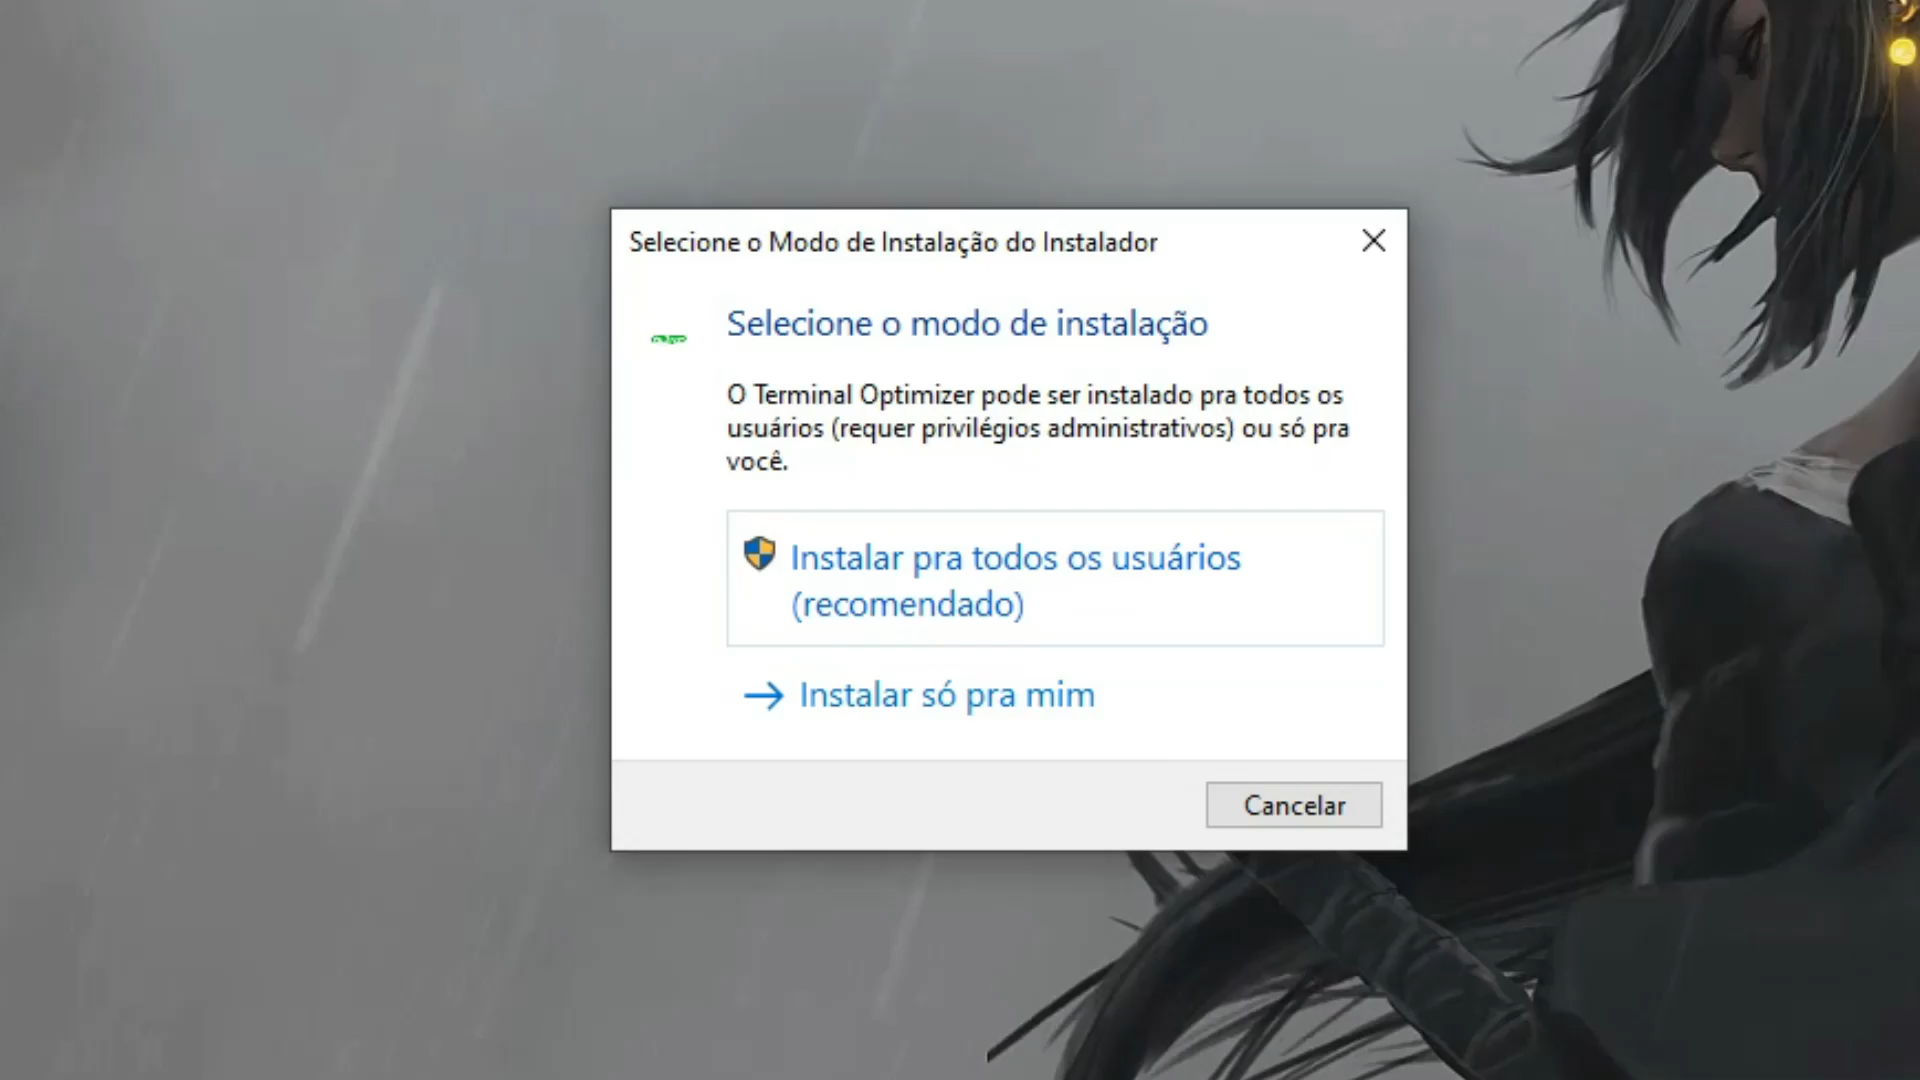 Selecione o Modo de Instalação do Instalador
Selecione o modo de instalação
O Terminal Optimizer pode ser instalado pra todos os
usuários (requer privilégios administrativos) ou só pra
você.
Instalar pra todos os usuários
(recomendado)
Instalar só pra mim
Cancelar